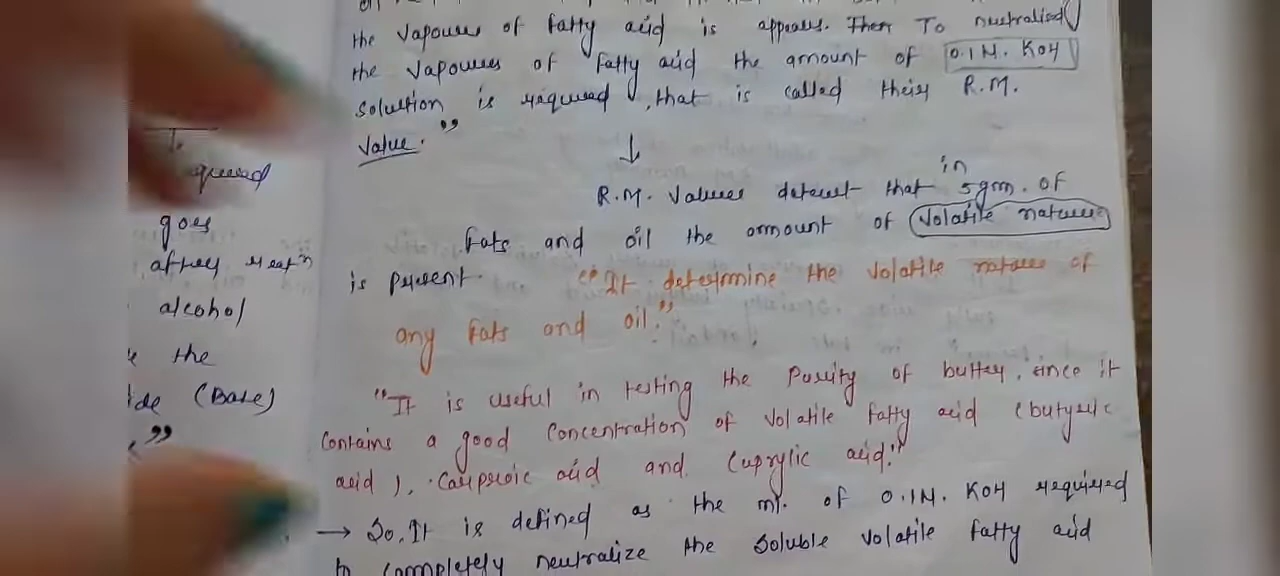 the vapoures of fatty acid is appears. Then To neutralised
the vapoures of fatty acid the amount of 0.1N. KOH
solution is required, that is called their R.M.
Value."
↓
in
R.M. Values detect that 5gm. of
fats and oil the amount of Volatile nature
is present. "It determine the volatile nature of
any fats and oil."
"It is useful in testing the Purity of butter, since it
contains a good concentration of volatile fatty acid (butyric
acid), Caproic acid and Caprylic acid."
→ So, It is defined as the ml. of 0.1N. KOH required
to completely neutralize the soluble volatile fatty acid
goes
after
alcohol
the
(Base)
"